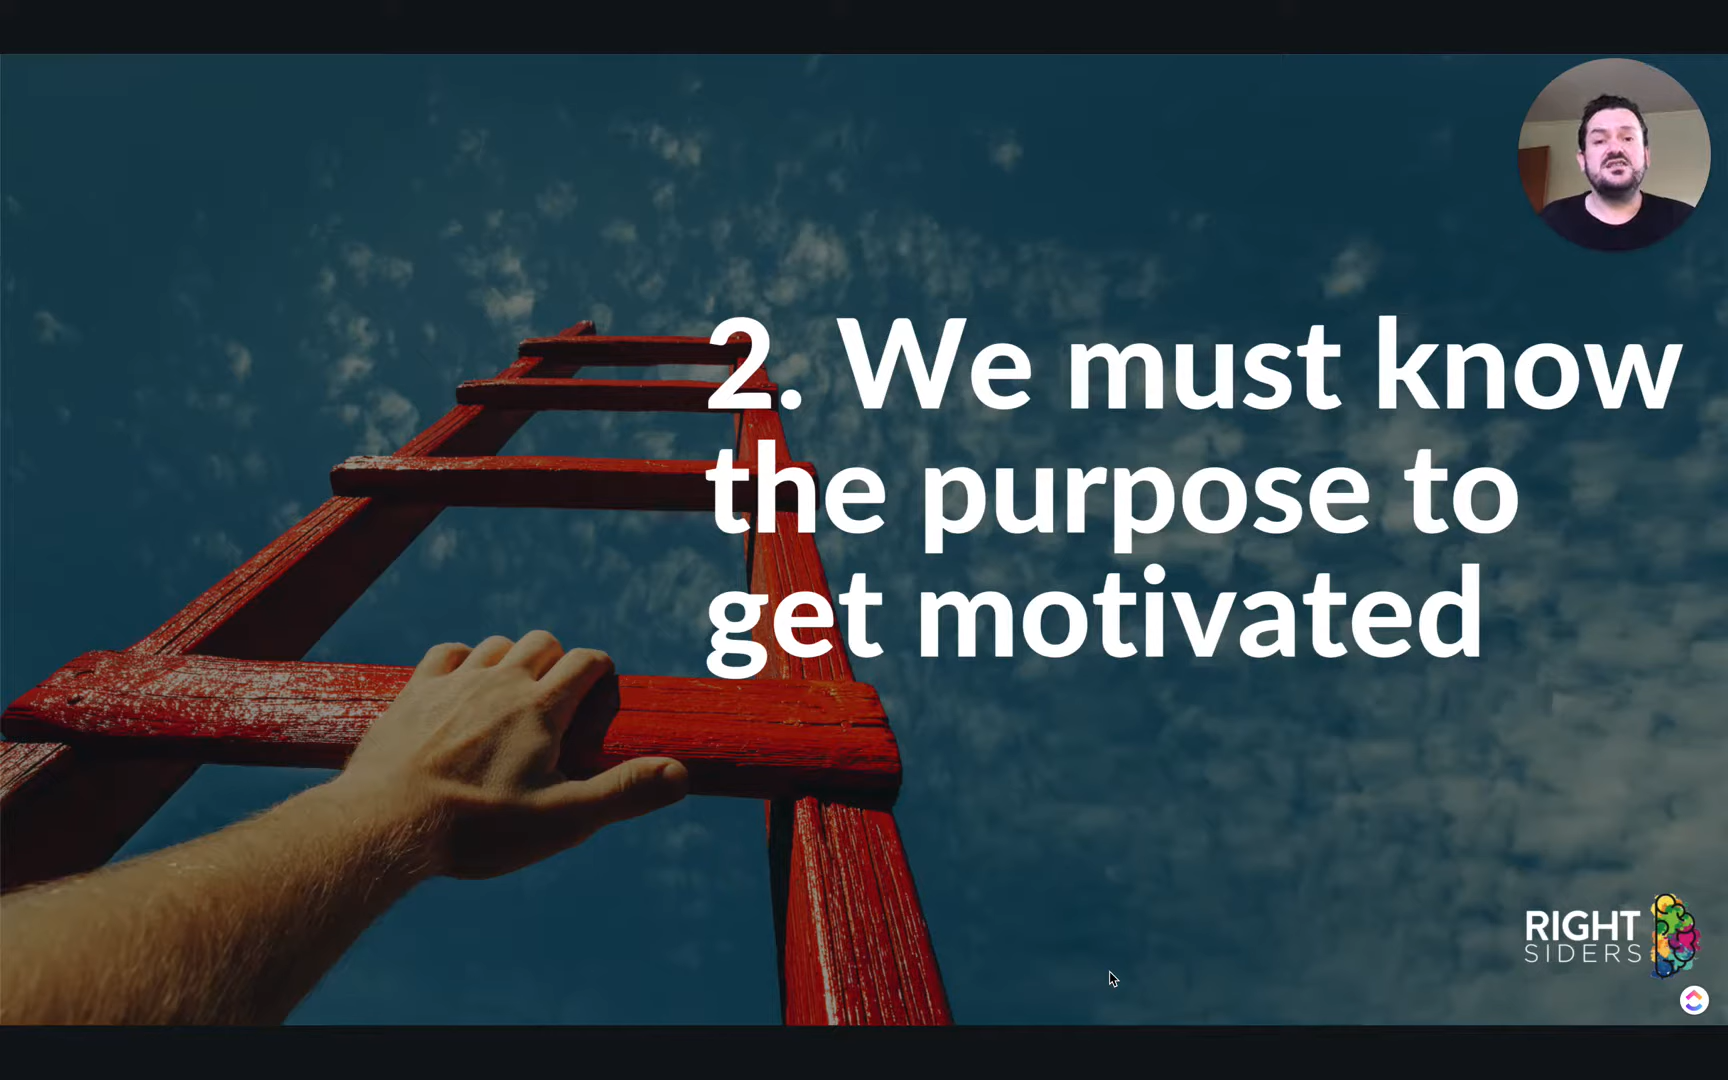 2. We must know
the purpose to
get motivated
RIGHT
SIDERS